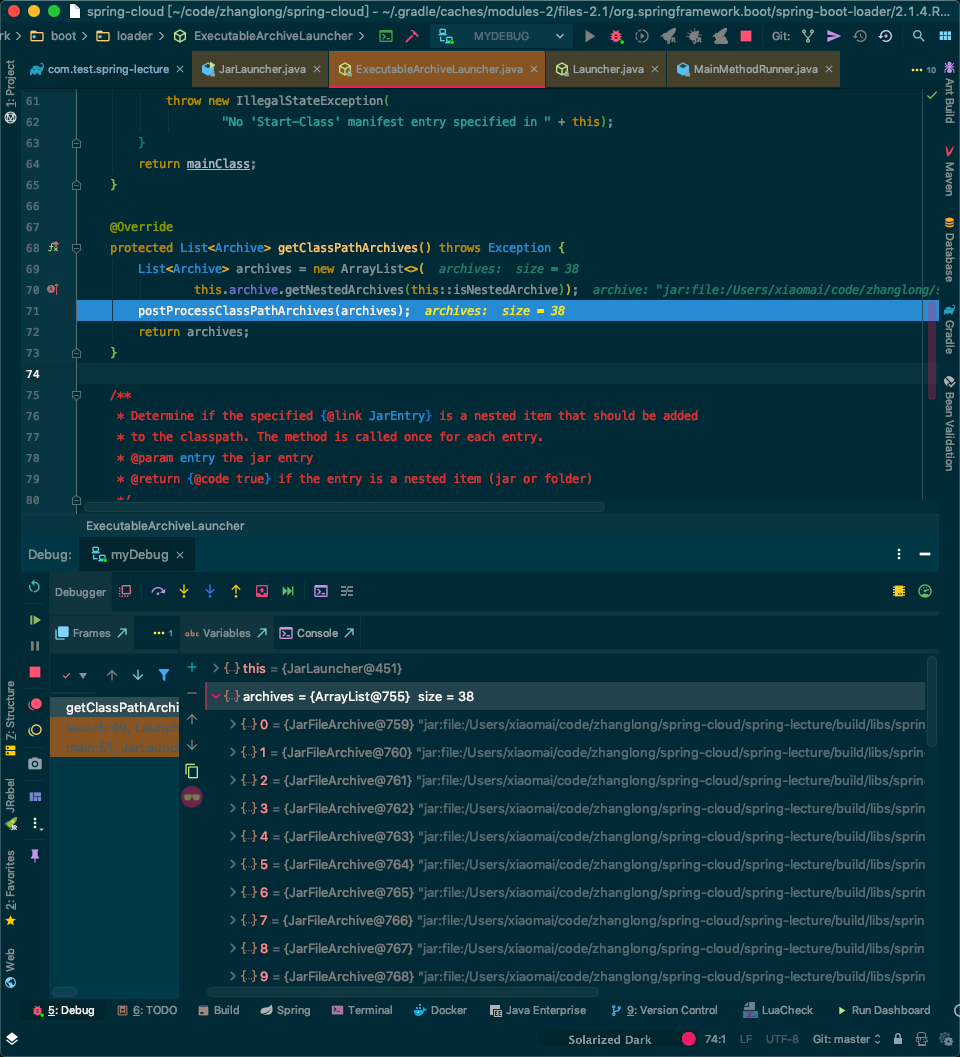 spring-cloud [~/code/zhanglong/spring-cloud] - ~/.gradle/caches/modules-2/files-2.1/org.springframework.boot/spring-boot-loader/2.1.4.R...
rk > boot > loader > ExecutableArchiveLauncher > MYDEBUG Git:
com.test.spring-lecture × JarLauncher.java × ExecutableArchiveLauncher.java × Launcher.java × MainMethodRunner.java × 10
61 throw new IllegalStateException(
62 "No 'Start-Class' manifest entry specified in " + this);
63 }
64 return mainClass;
65 }
66
67 @Override
68 protected List<Archive> getClassPathArchives() throws Exception {
69 List<Archive> archives = new ArrayList<>( archives: size = 38
70 this.archive.getNestedArchives(this::isNestedArchive)); archive: "jar:file:/Users/xiaomai/code/zhanglong/
71 postProcessClassPathArchives(archives); archives: size = 38
72 return archives;
73 }
74
75 /**
76 * Determine if the specified {@link JarEntry} is a nested item that should be added
77 * to the classpath. The method is called once for each entry.
78 * @param entry the jar entry
79 * @return {@code true} if the entry is a nested item (jar or folder)
80 */
ExecutableArchiveLauncher
1: Project
Z: Structure
JRebel
2: Favorites
Web
Ant Build
Maven
Database
Gradle
Bean Validation
Debug: myDebug ×
Debugger
Frames ↗ 1 Variables ↗ Console ↗
getClassPathArchi
launch:49, Launch
main:51, JarLaunc
> {..} this = {JarLauncher@451}
{..} archives = {ArrayList@755} size = 38
> {..} 0 = {JarFileArchive@759} "jar:file:/Users/xiaomai/code/zhanglong/spring-cloud/spring-lecture/build/libs/sprin
> {..} 1 = {JarFileArchive@760} "jar:file:/Users/xiaomai/code/zhanglong/spring-cloud/spring-lecture/build/libs/sprin
> {..} 2 = {JarFileArchive@761} "jar:file:/Users/xiaomai/code/zhanglong/spring-cloud/spring-lecture/build/libs/sprin
> {..} 3 = {JarFileArchive@762} "jar:file:/Users/xiaomai/code/zhanglong/spring-cloud/spring-lecture/build/libs/sprin
> {..} 4 = {JarFileArchive@763} "jar:file:/Users/xiaomai/code/zhanglong/spring-cloud/spring-lecture/build/libs/sprin
> {..} 5 = {JarFileArchive@764} "jar:file:/Users/xiaomai/code/zhanglong/spring-cloud/spring-lecture/build/libs/sprin
> {..} 6 = {JarFileArchive@765} "jar:file:/Users/xiaomai/code/zhanglong/spring-cloud/spring-lecture/build/libs/sprin
> {..} 7 = {JarFileArchive@766} "jar:file:/Users/xiaomai/code/zhanglong/spring-cloud/spring-lecture/build/libs/sprin
> {..} 8 = {JarFileArchive@767} "jar:file:/Users/xiaomai/code/zhanglong/spring-cloud/spring-lecture/build/libs/sprin
> {..} 9 = {JarFileArchive@768} "jar:file:/Users/xiaomai/code/zhanglong/spring-cloud/spring-lecture/build/libs/sprin
5: Debug 6: TODO Build Spring Terminal Docker Java Enterprise 9: Version Control LuaCheck Run Dashboard
Solarized Dark 74:1 LF UTF-8 Git: master